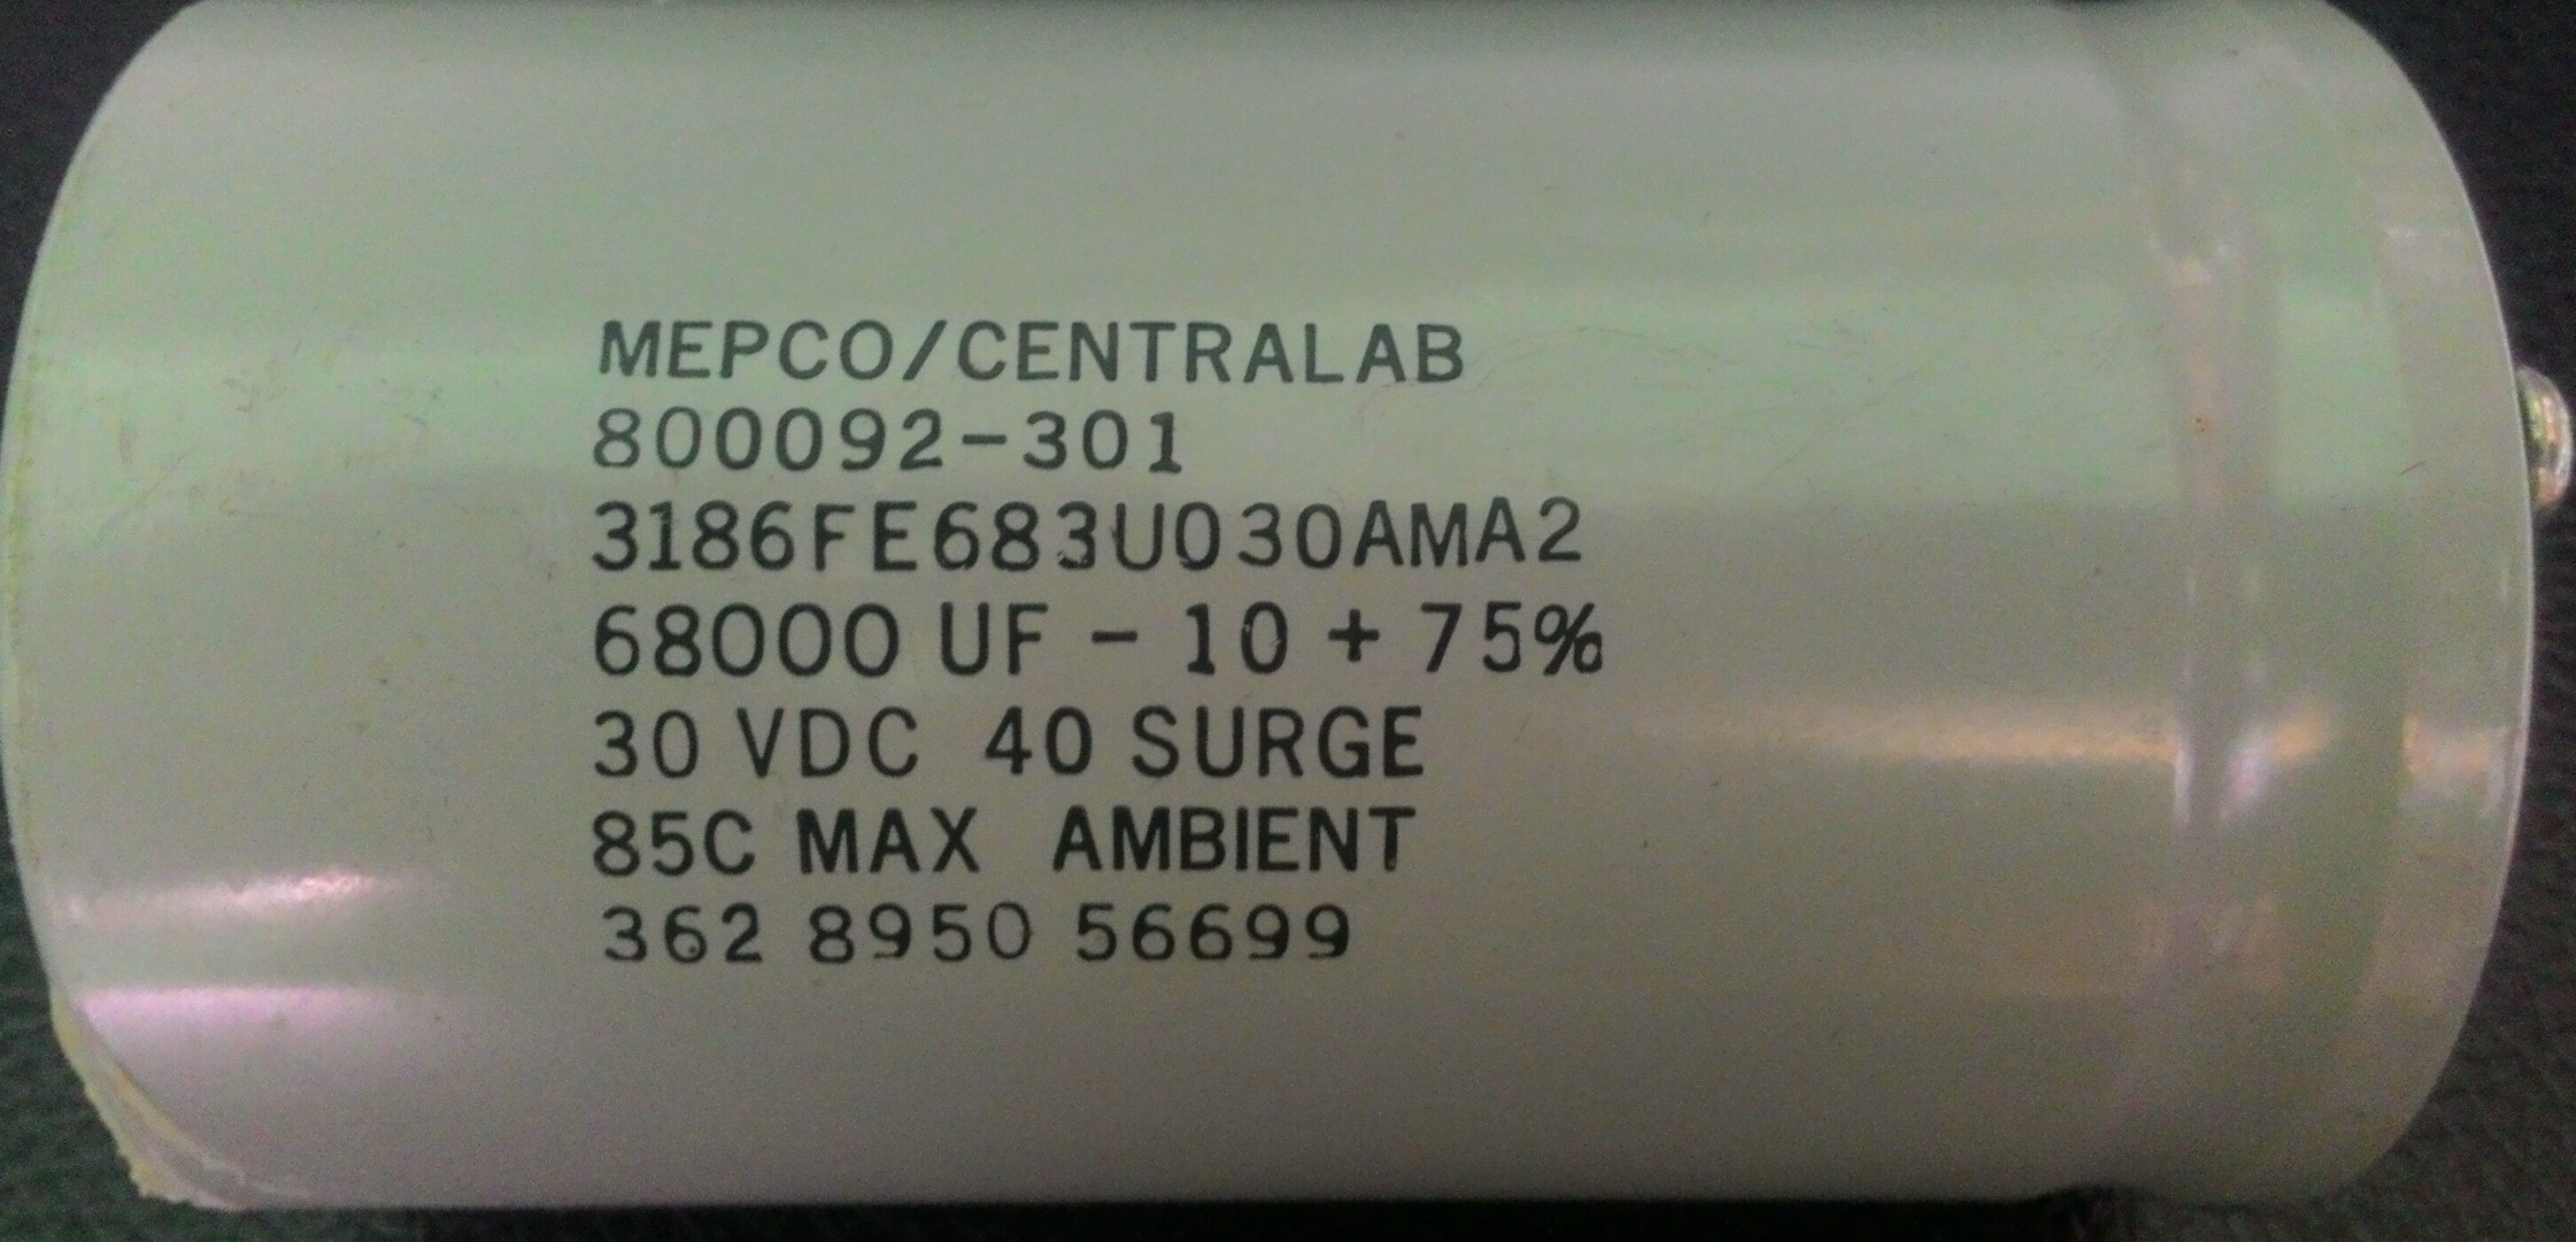 MEPCO/CENTRALAB
800092-301
3186FE683U030AMA2
68000 UF - 10 + 75%
30 VDC 40 SURGE
85C MAX AMBIENT
362 8950 56699